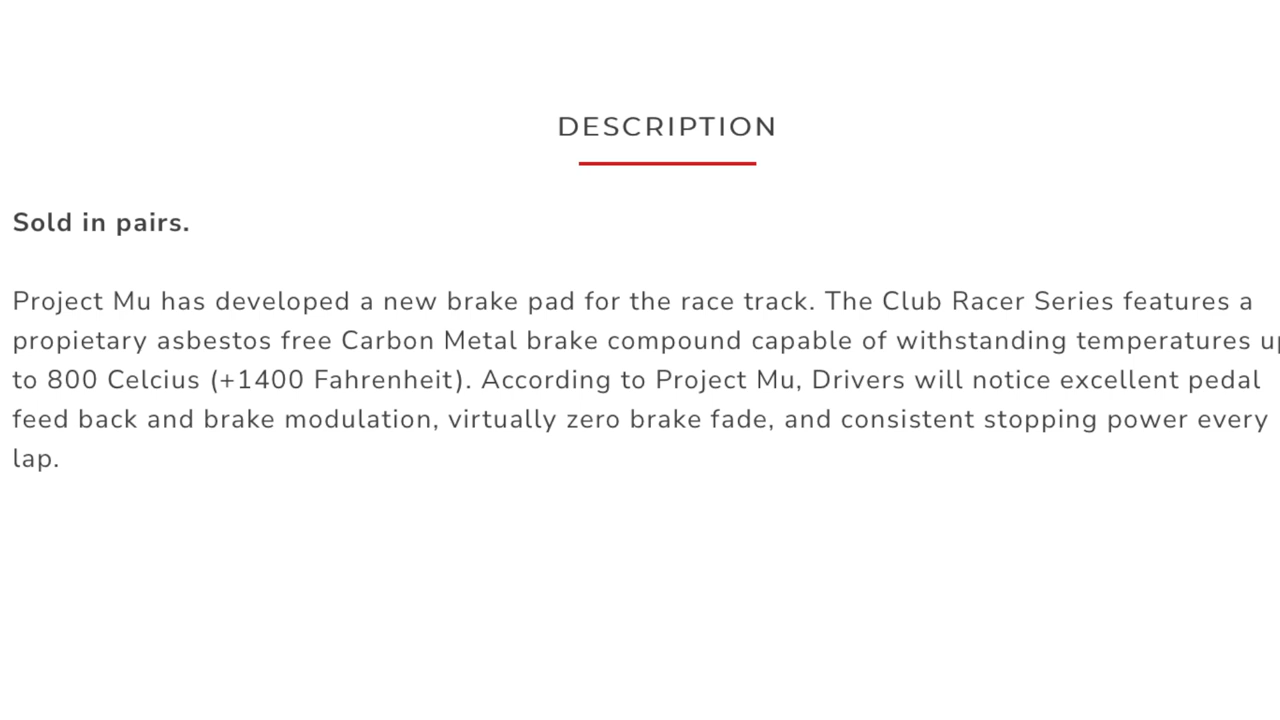 DESCRIPTION
Sold in pairs.
Project Mu has developed a new brake pad for the race track. The Club Racer Series features a
propietary asbestos free Carbon Metal brake compound capable of withstanding temperatures up
to 800 Celcius (+1400 Fahrenheit). According to Project Mu, Drivers will notice excellent pedal
feed back and brake modulation, virtually zero brake fade, and consistent stopping power every
lap.